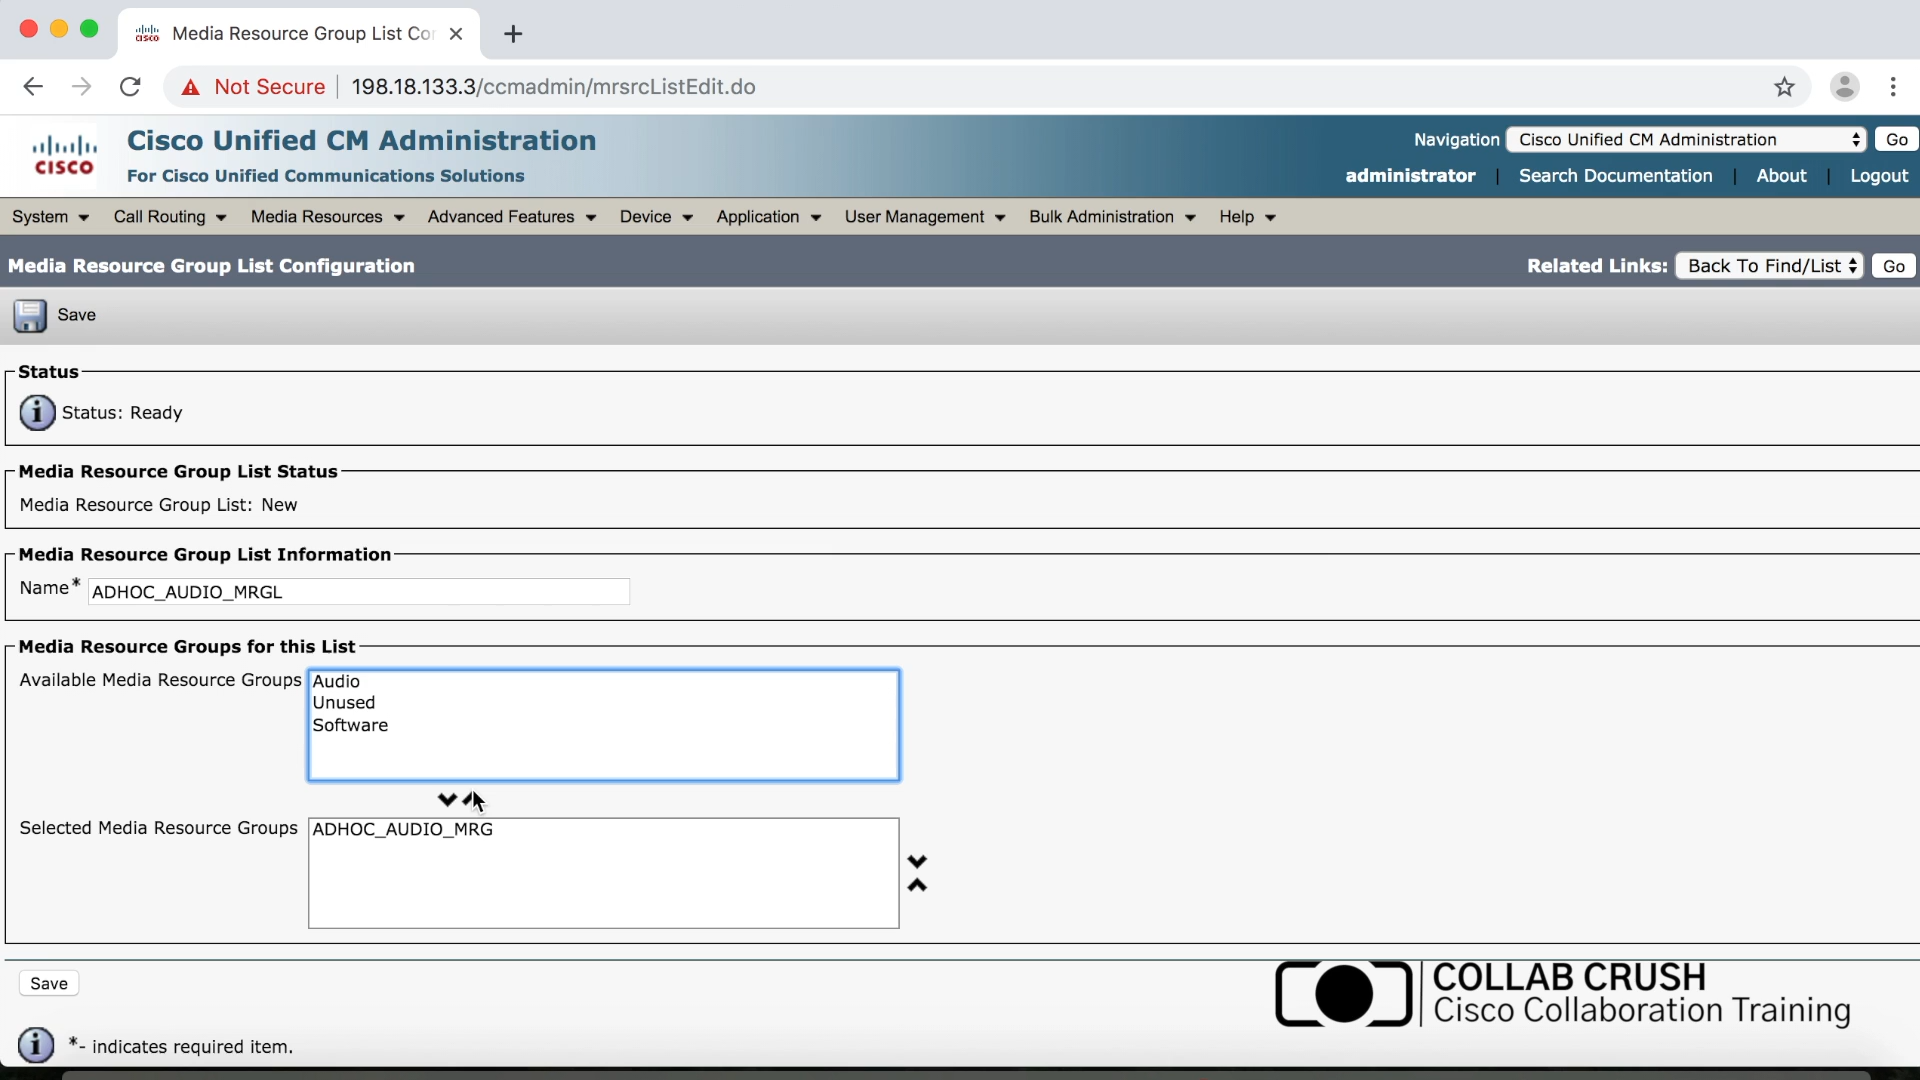 Media Resource Group List Co
Not Secure 198.18.133.3/ccmadmin/mrsrcListEdit.do
Cisco Unified CM Administration
For Cisco Unified Communications Solutions
cisco
Navigation Cisco Unified CM Administration Go
administrator | Search Documentation | About | Logout
System Call Routing Media Resources Advanced Features Device Application User Management Bulk Administration Help
Media Resource Group List Configuration
Related Links: Back To Find/List Go
Save
Status
Status: Ready
Media Resource Group List Status
Media Resource Group List: New
Media Resource Group List Information
Name* ADHOC_AUDIO_MRGL
Media Resource Groups for this List
Available Media Resource Groups Audio
Unused
Software
Selected Media Resource Groups ADHOC_AUDIO_MRG
Save
COLLAB CRUSH
Cisco Collaboration Training
*- indicates required item.